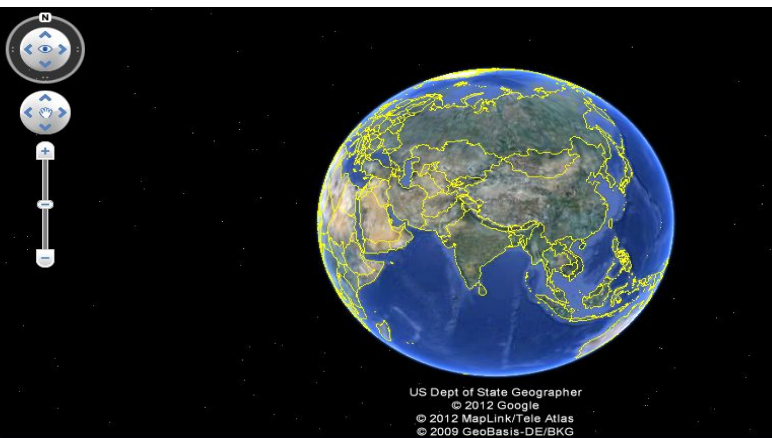 N
US Dept of State Geographer
© 2012 Google
© 2012 MapLink/Tele Atlas
© 2009 GeoBasis-DE/BKG